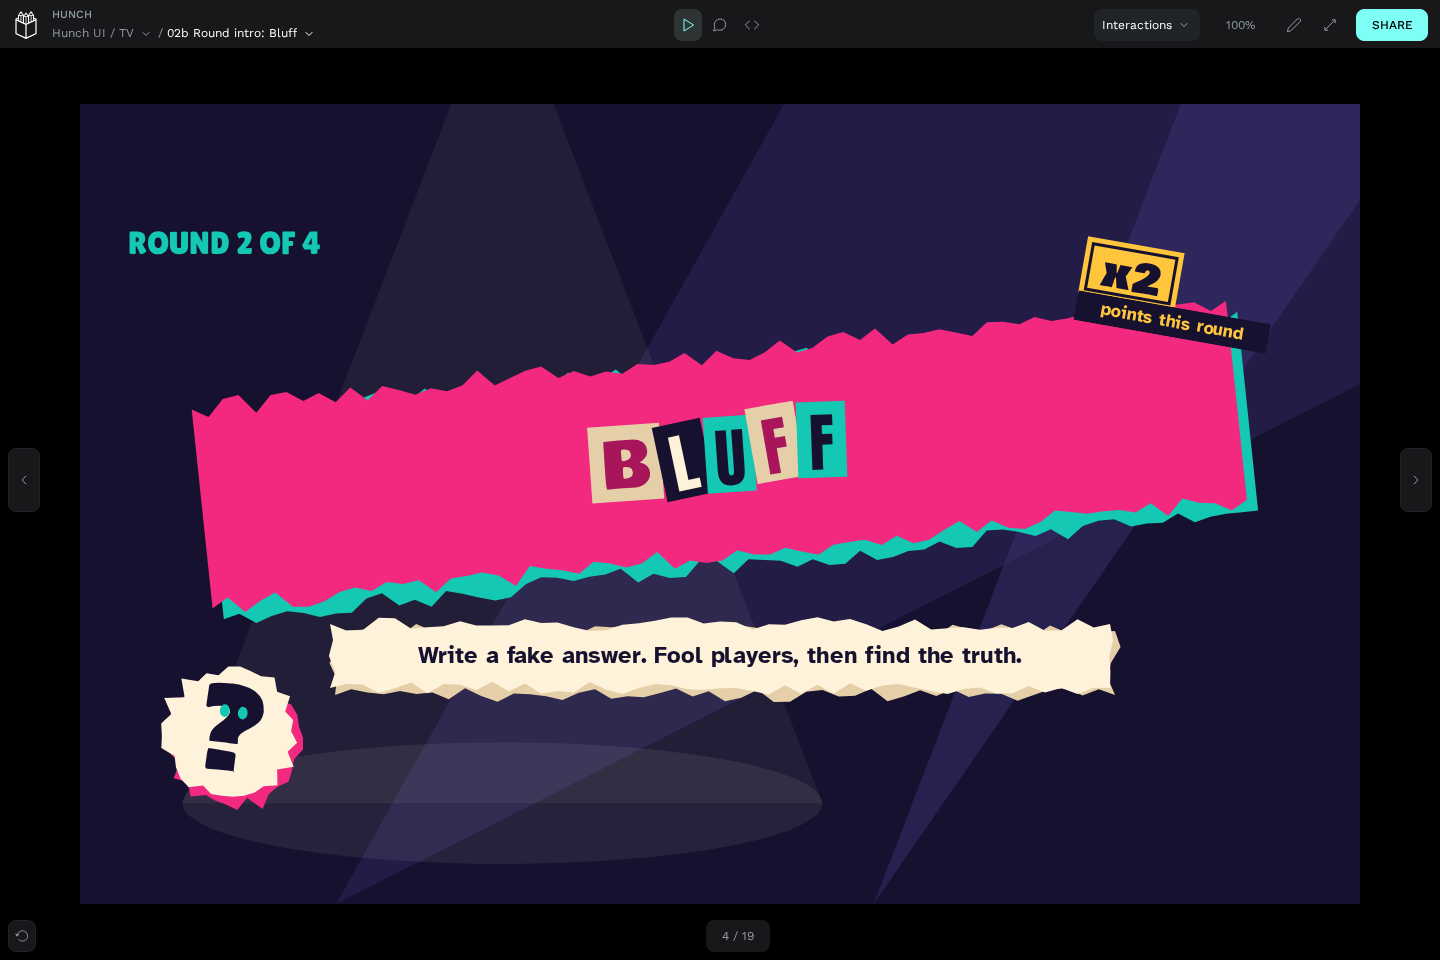 HUNCH
Hunch UI / TV / 02b Round intro: Bluff
Interactions
100%
SHARE
ROUND 2 OF 4
x2
points this round
BLUFF
Write a fake answer. Fool players, then find the truth.
?
4 / 19